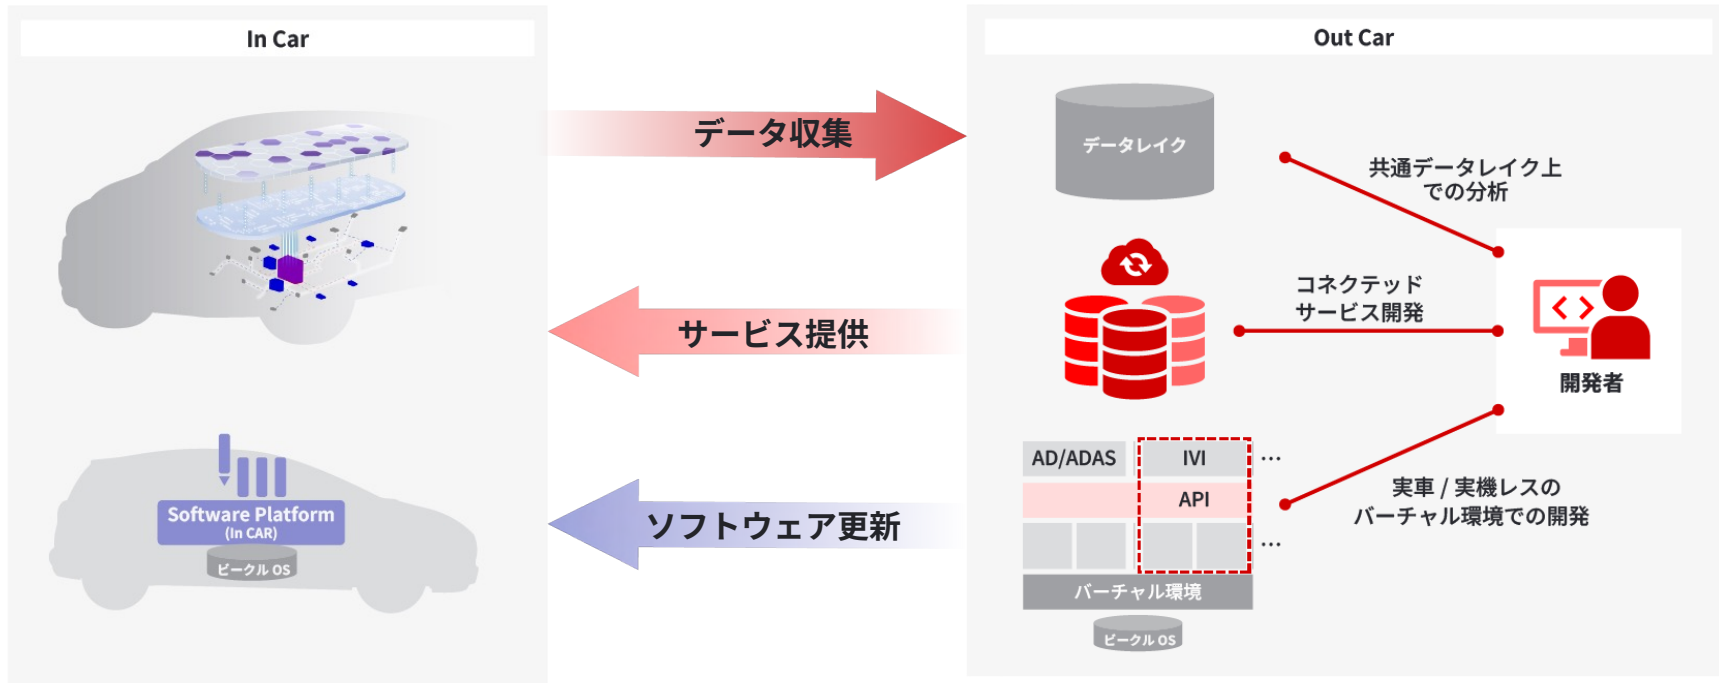 In Car
Software Platform
(In CAR)
ビークル OS
データ収集
サービス提供
ソフトウェア更新
Out Car
データレイク
共通データレイク上
での分析
コネクテッド
サービス開発
開発者
AD/ADAS
IVI
...
API
...
バーチャル環境
ビークル OS
実車 / 実機レスの
バーチャル環境での開発